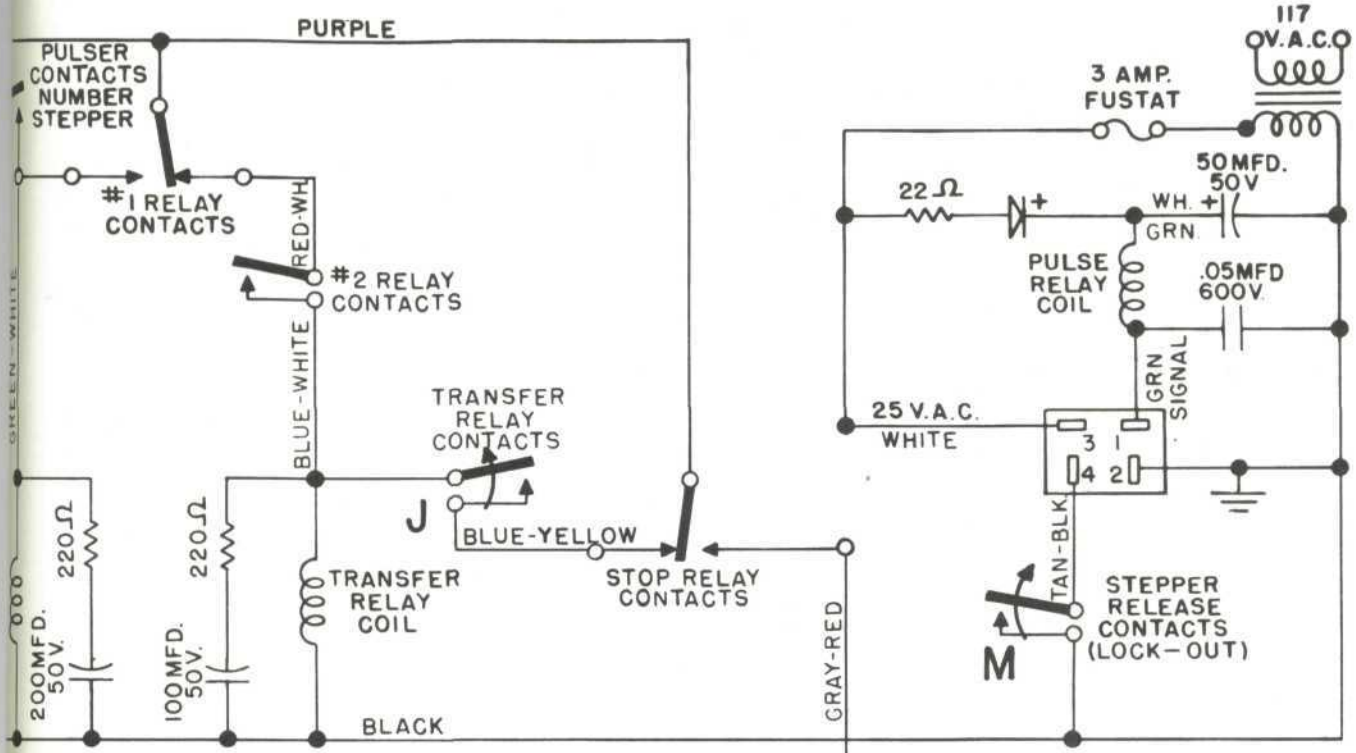 PURPLE
117
V.A.C.
PULSER
CONTACTS
NUMBER
STEPPER
3 AMP.
FUSTAT
#1 RELAY
CONTACTS
RED-WH
22Ω
+
WH.
GRN.
50MFD.
50V
+
#2 RELAY
CONTACTS
PULSE
RELAY
COIL
.05MFD
600V.
GREEN-WHITE
BLUE-WHITE
TRANSFER
RELAY
CONTACTS
GRN
SIGNAL
25 V.A.C.
WHITE
3 1
4 2
J
BLUE-YELLOW
220Ω
220Ω
TRANSFER
RELAY
COIL
STOP RELAY
CONTACTS
TAN-BLK.
STEPPER
RELEASE
CONTACTS
(LOCK-OUT)
M
200MFD.
50V.
100MFD.
50V.
GRAY-RED
BLACK